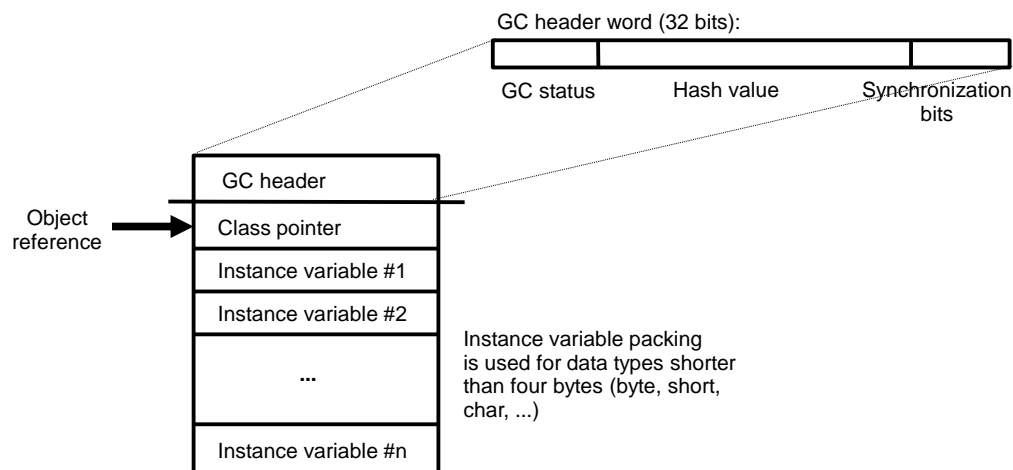 GC header word (32 bits):
GC status
Hash value
Synchronization
bits
GC header
Object
reference
Class pointer
Instance variable #1
Instance variable #2
...
Instance variable packing
is used for data types shorter
than four bytes (byte, short,
char, ...)
Instance variable #n